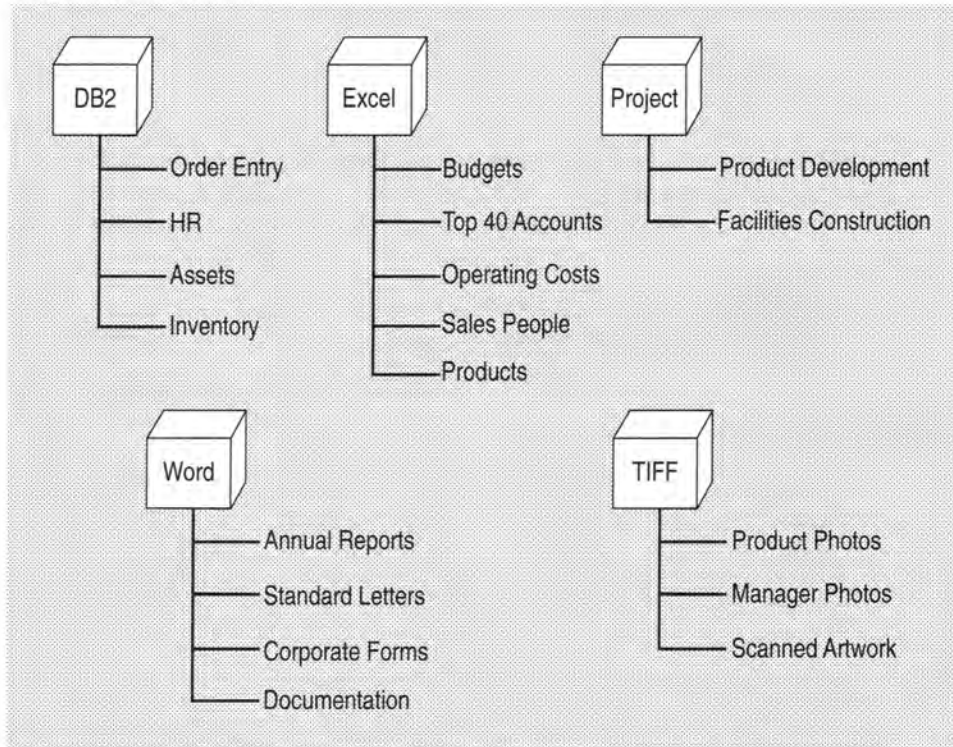 DB2
Order Entry
HR
Assets
Inventory
Excel
Budgets
Top 40 Accounts
Operating Costs
Sales People
Products
Project
Product Development
Facilities Construction
Word
Annual Reports
Standard Letters
Corporate Forms
Documentation
TIFF
Product Photos
Manager Photos
Scanned Artwork